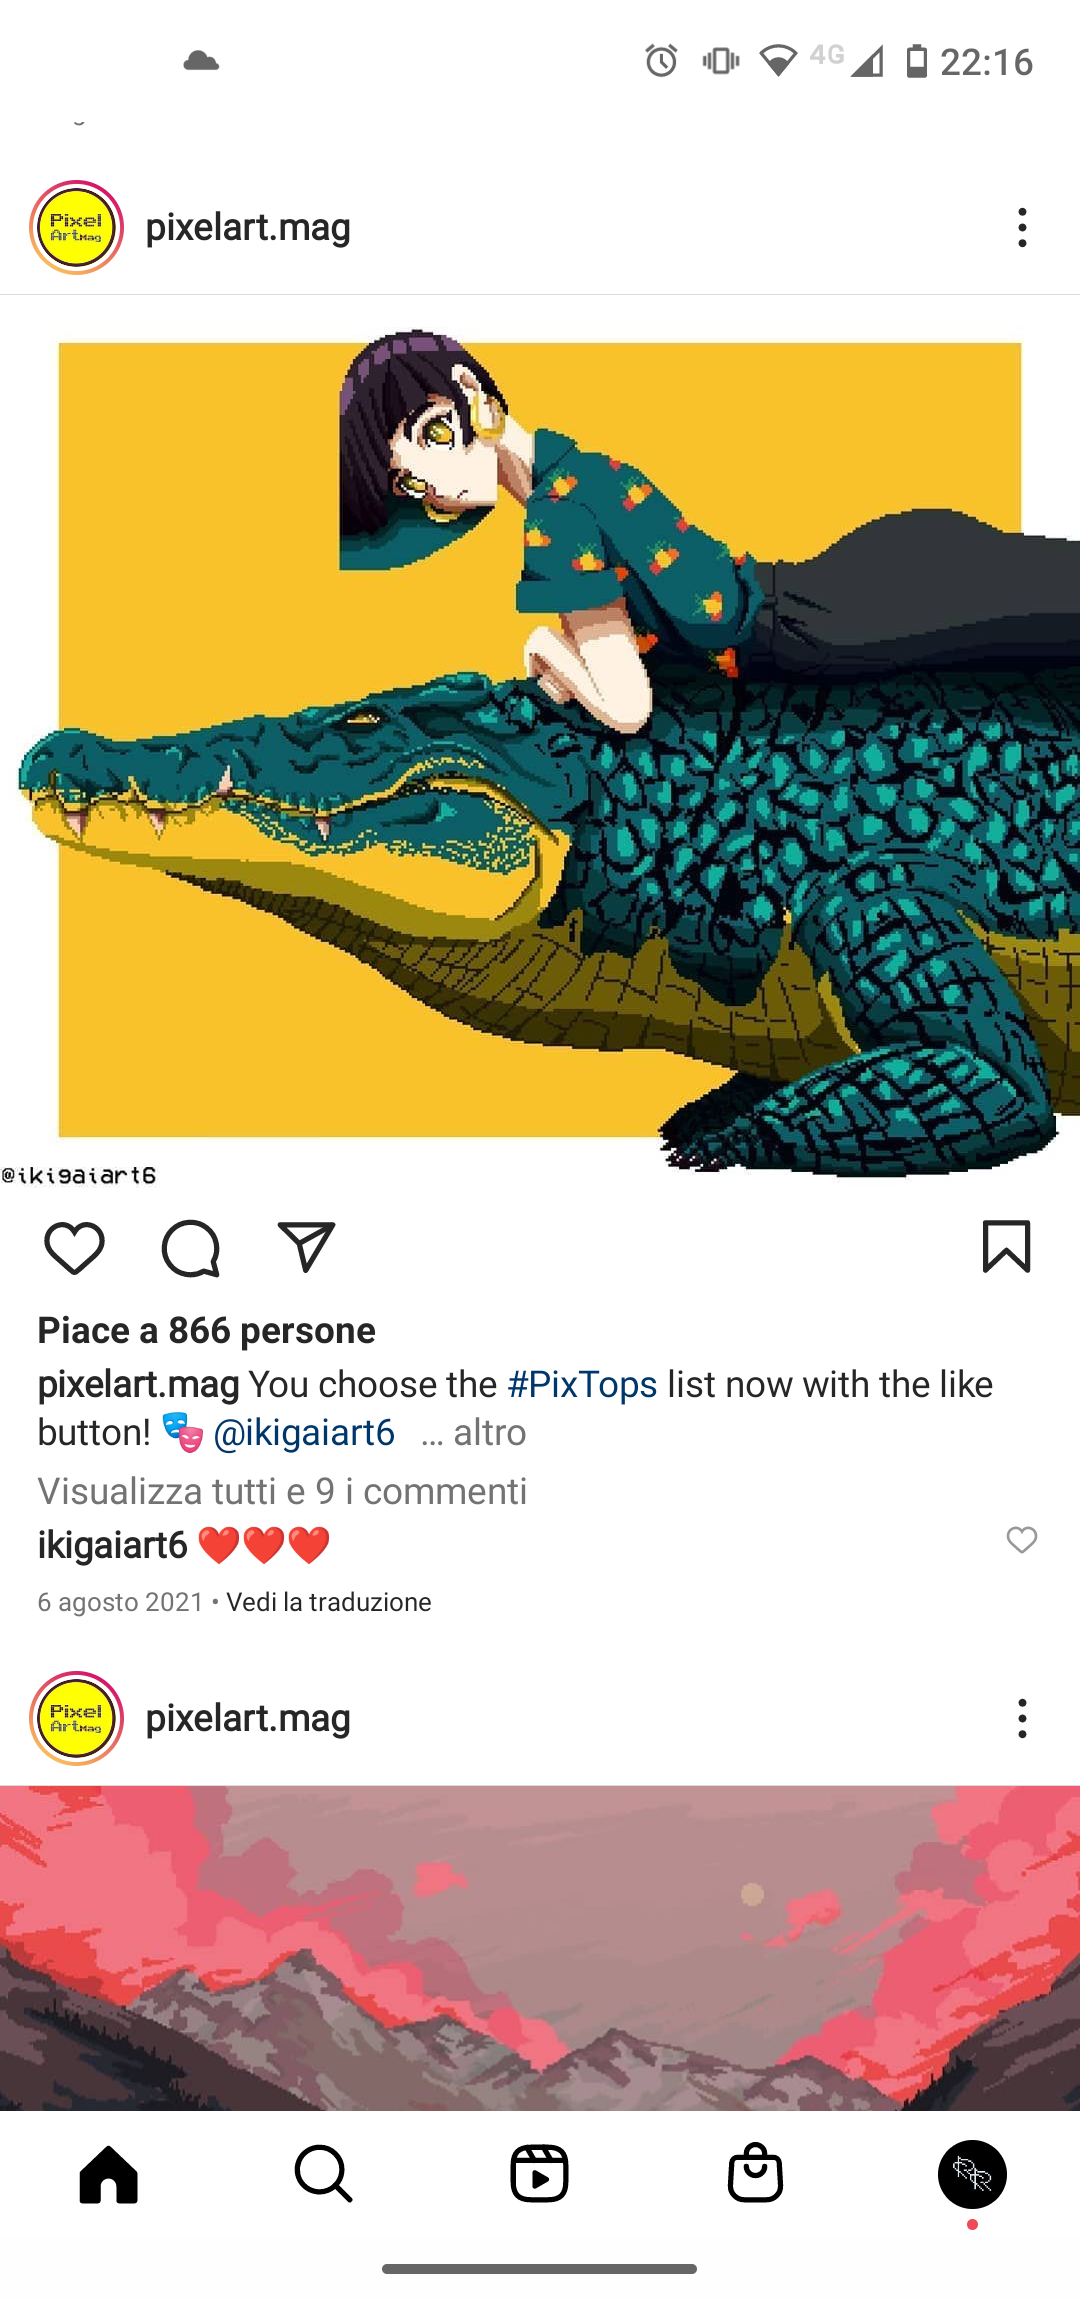 4G 22:16
Pixel
ArtMag
pixelart.mag
@ikigaiart6
Piace a 866 persone
pixelart.mag You choose the #PixTops list now with the like
button! 🎭 @ikigaiart6 ... altro
Visualizza tutti e 9 i commenti
ikigaiart6 ❤️❤️❤️
6 agosto 2021 • Vedi la traduzione
Pixel
ArtMag
pixelart.mag